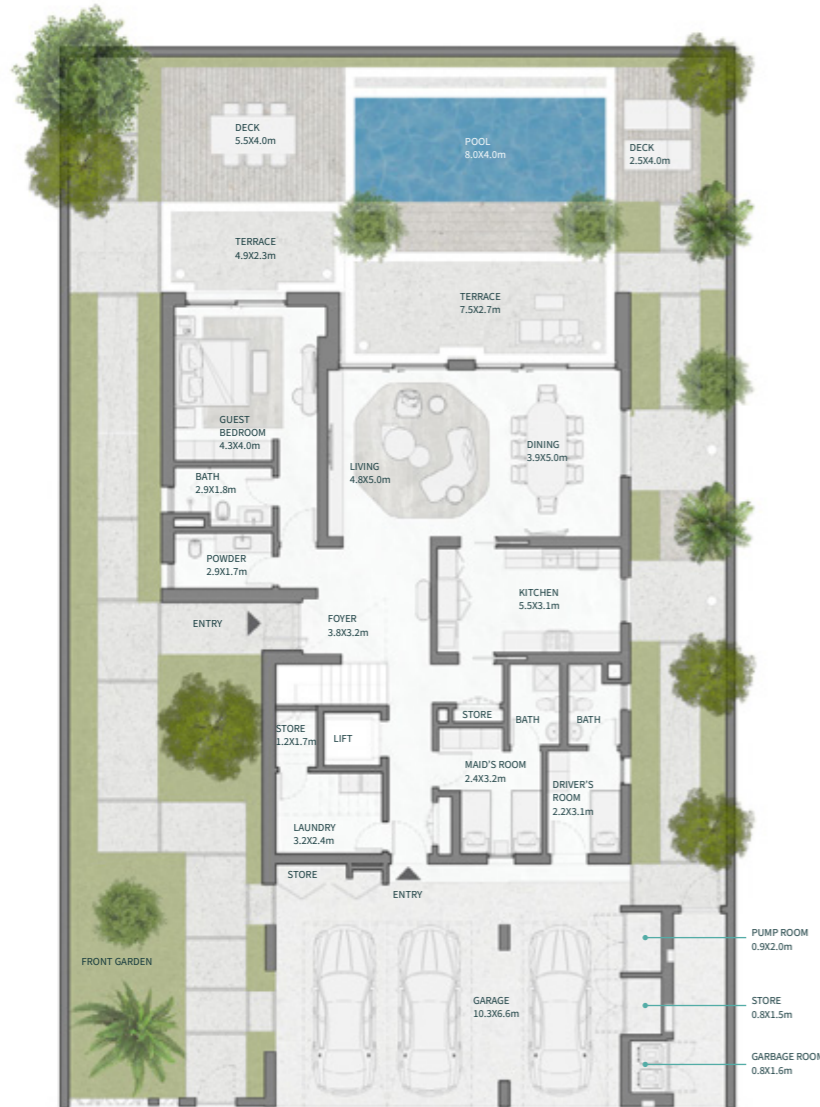 DECK
5.5X4.0m
POOL
8.0X4.0m
DECK
2.5X4.0m
TERRACE
4.9X2.3m
TERRACE
7.5X2.7m
GUEST
BEDROOM
4.3X4.0m
LIVING
4.8X5.0m
DINING
3.9X5.0m
BATH
2.9X1.8m
POWDER
2.9X1.7m
KITCHEN
5.5X3.1m
ENTRY
FOYER
3.8X3.2m
STORE
1.2X1.7m
LIFT
STORE
BATH
BATH
MAID'S ROOM
2.4X3.2m
DRIVER'S
ROOM
2.2X3.1m
LAUNDRY
3.2X2.4m
STORE
ENTRY
FRONT GARDEN
GARAGE
10.3X6.6m
PUMP ROOM
0.9X2.0m
STORE
0.8X1.5m
GARBAGE ROOM
0.8X1.6m